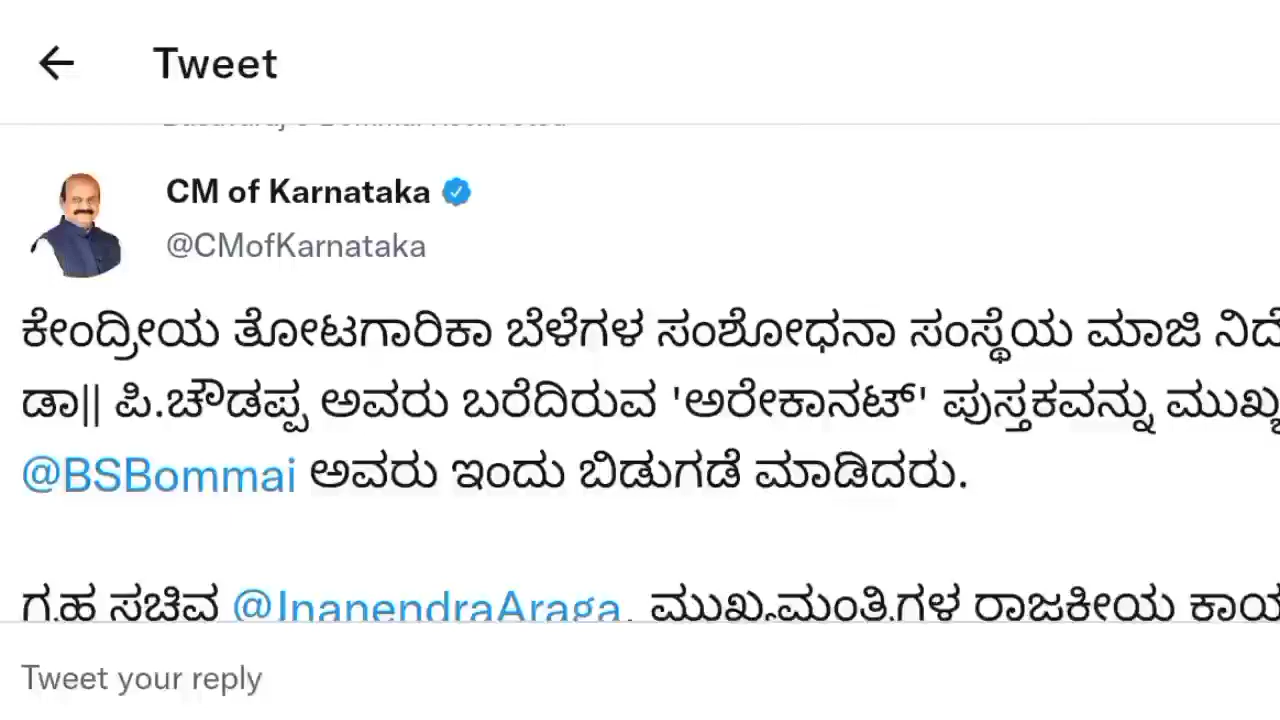 Tweet
CM of Karnataka
@CMofKarnataka
ಕೇಂದ್ರೀಯ ತೋಟಗಾರಿಕಾ ಬೆಳೆಗಳ ಸಂಶೋಧನಾ ಸಂಸ್ಥೆಯ ಮಾಜಿ
ಡಾ|| ಪಿ.ಚೌಡಪ್ಪ ಅವರು ಬರೆದಿರುವ 'ಅರೇಕಾನಟ್' ಪುಸ್ತಕವನ್ನು
@BSBommai ಅವರು ಇಂದು ಬಿಡುಗಡೆ ಮಾಡಿದರು.
ಗೃಹ ಸಚಿವ @JnanendraAraga, ಮುಖ್ಯಮಂತ್ರಿಗಳ ರಾಜಕೀಯ
Tweet your reply